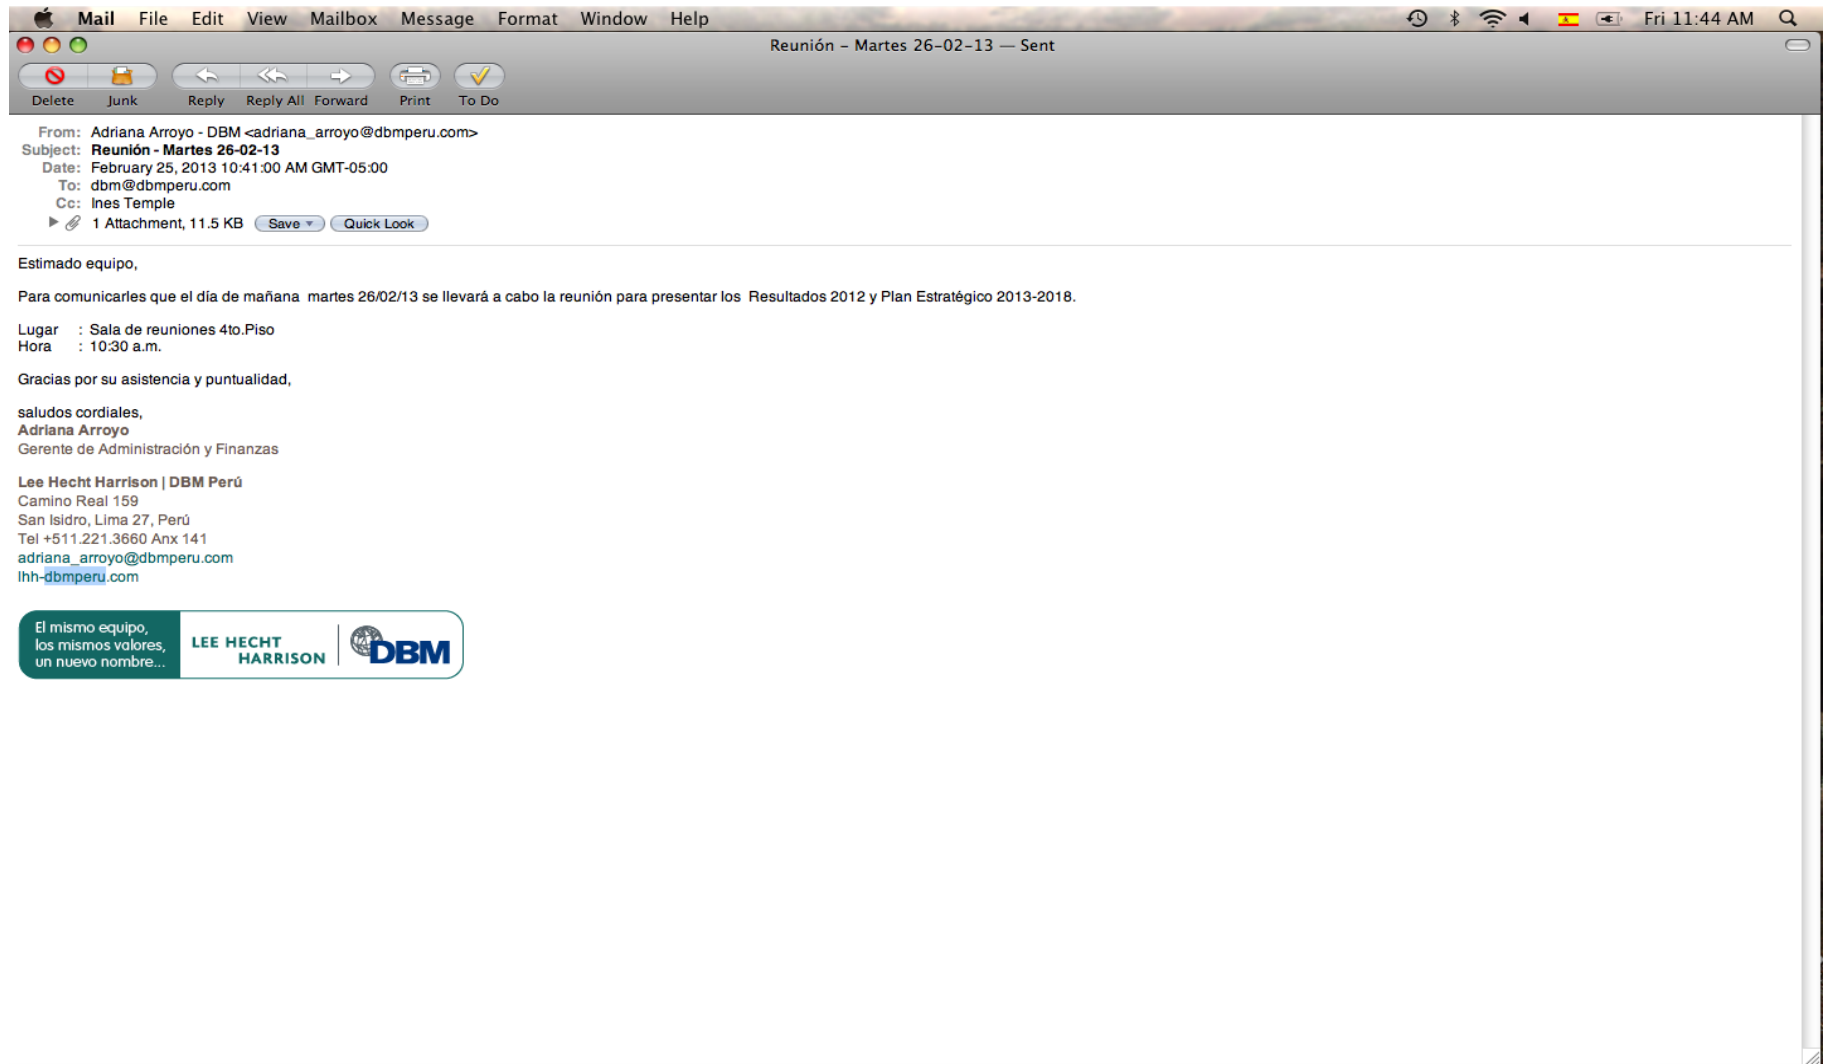 Mail File Edit View Mailbox Message Format Window Help Fri 11:44 AM
Reunión – Martes 26-02-13 — Sent
Delete Junk Reply Reply All Forward Print To Do
From: Adriana Arroyo - DBM <adriana_arroyo@dbmperu.com>
Subject: Reunión - Martes 26-02-13
Date: February 25, 2013 10:41:00 AM GMT-05:00
To: dbm@dbmperu.com
Cc: Ines Temple
1 Attachment, 11.5 KB Save Quick Look
Estimado equipo,
Para comunicarles que el día de mañana  martes 26/02/13 se llevará a cabo la reunión para presentar los  Resultados 2012 y Plan Estratégico 2013-2018.
Lugar : Sala de reuniones 4to.Piso
Hora : 10:30 a.m.
Gracias por su asistencia y puntualidad,
saludos cordiales,
Adriana Arroyo
Gerente de Administración y Finanzas
Lee Hecht Harrison | DBM Perú
Camino Real 159
San Isidro, Lima 27, Perú
Tel +511.221.3660 Anx 141
adriana_arroyo@dbmperu.com
lhh-dbmperu.com
El mismo equipo,
los mismos valores,
un nuevo nombre...
LEE HECHT
HARRISON
DBM